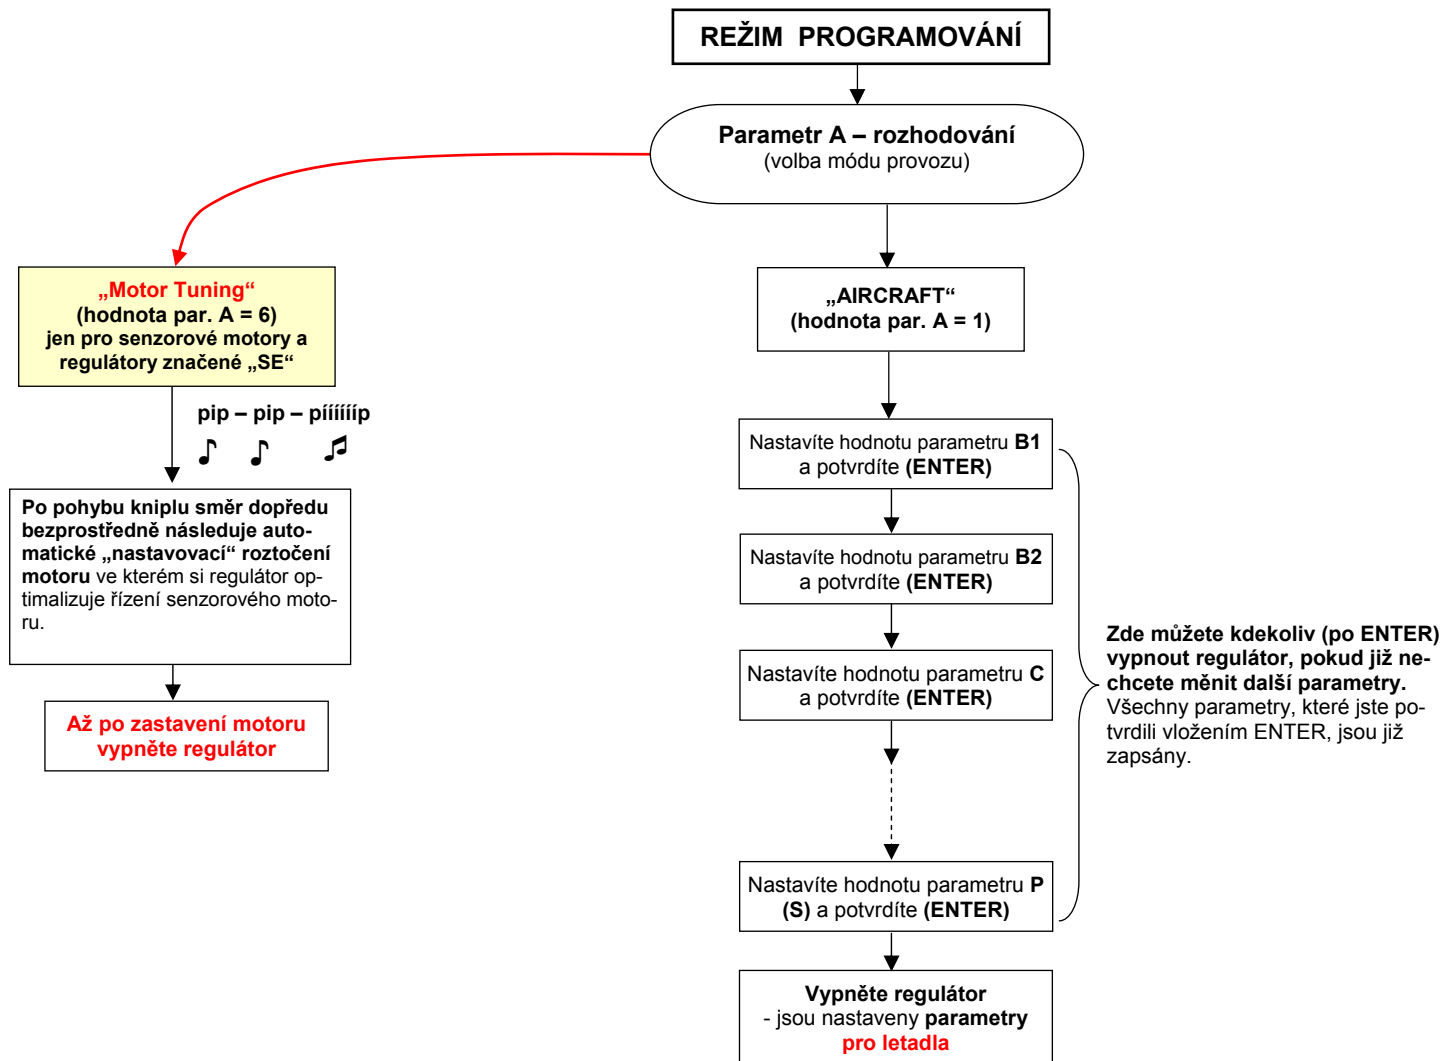 REŽIM PROGRAMOVÁNÍ
Parametr A – rozhodování
(volba módu provozu)
„Motor Tuning“
(hodnota par. A = 6)
jen pro senzorové motory a
regulátory značené „SE“
pip – pip – píííííííp
Po pohybu kniplu směr dopředu
bezprostředně následuje auto-
matické „nastavovací“ roztočení
motoru ve kterém si regulátor op-
timalizuje řízení senzorového moto-
ru.
Až po zastavení motoru
vypněte regulátor
„AIRCRAFT“
(hodnota par. A = 1)
Nastavíte hodnotu parametru B1
a potvrdíte (ENTER)
Nastavíte hodnotu parametru B2
a potvrdíte (ENTER)
Nastavíte hodnotu parametru C
a potvrdíte (ENTER)
Nastavíte hodnotu parametru P
(S) a potvrdíte (ENTER)
Vypněte regulátor
- jsou nastaveny parametry
pro letadla
Zde můžete kdekoliv (po ENTER)
vypnout regulátor, pokud již ne-
chcete měnit další parametry.
Všechny parametry, které jste po-
tvrdili vložením ENTER, jsou již
zapsány.